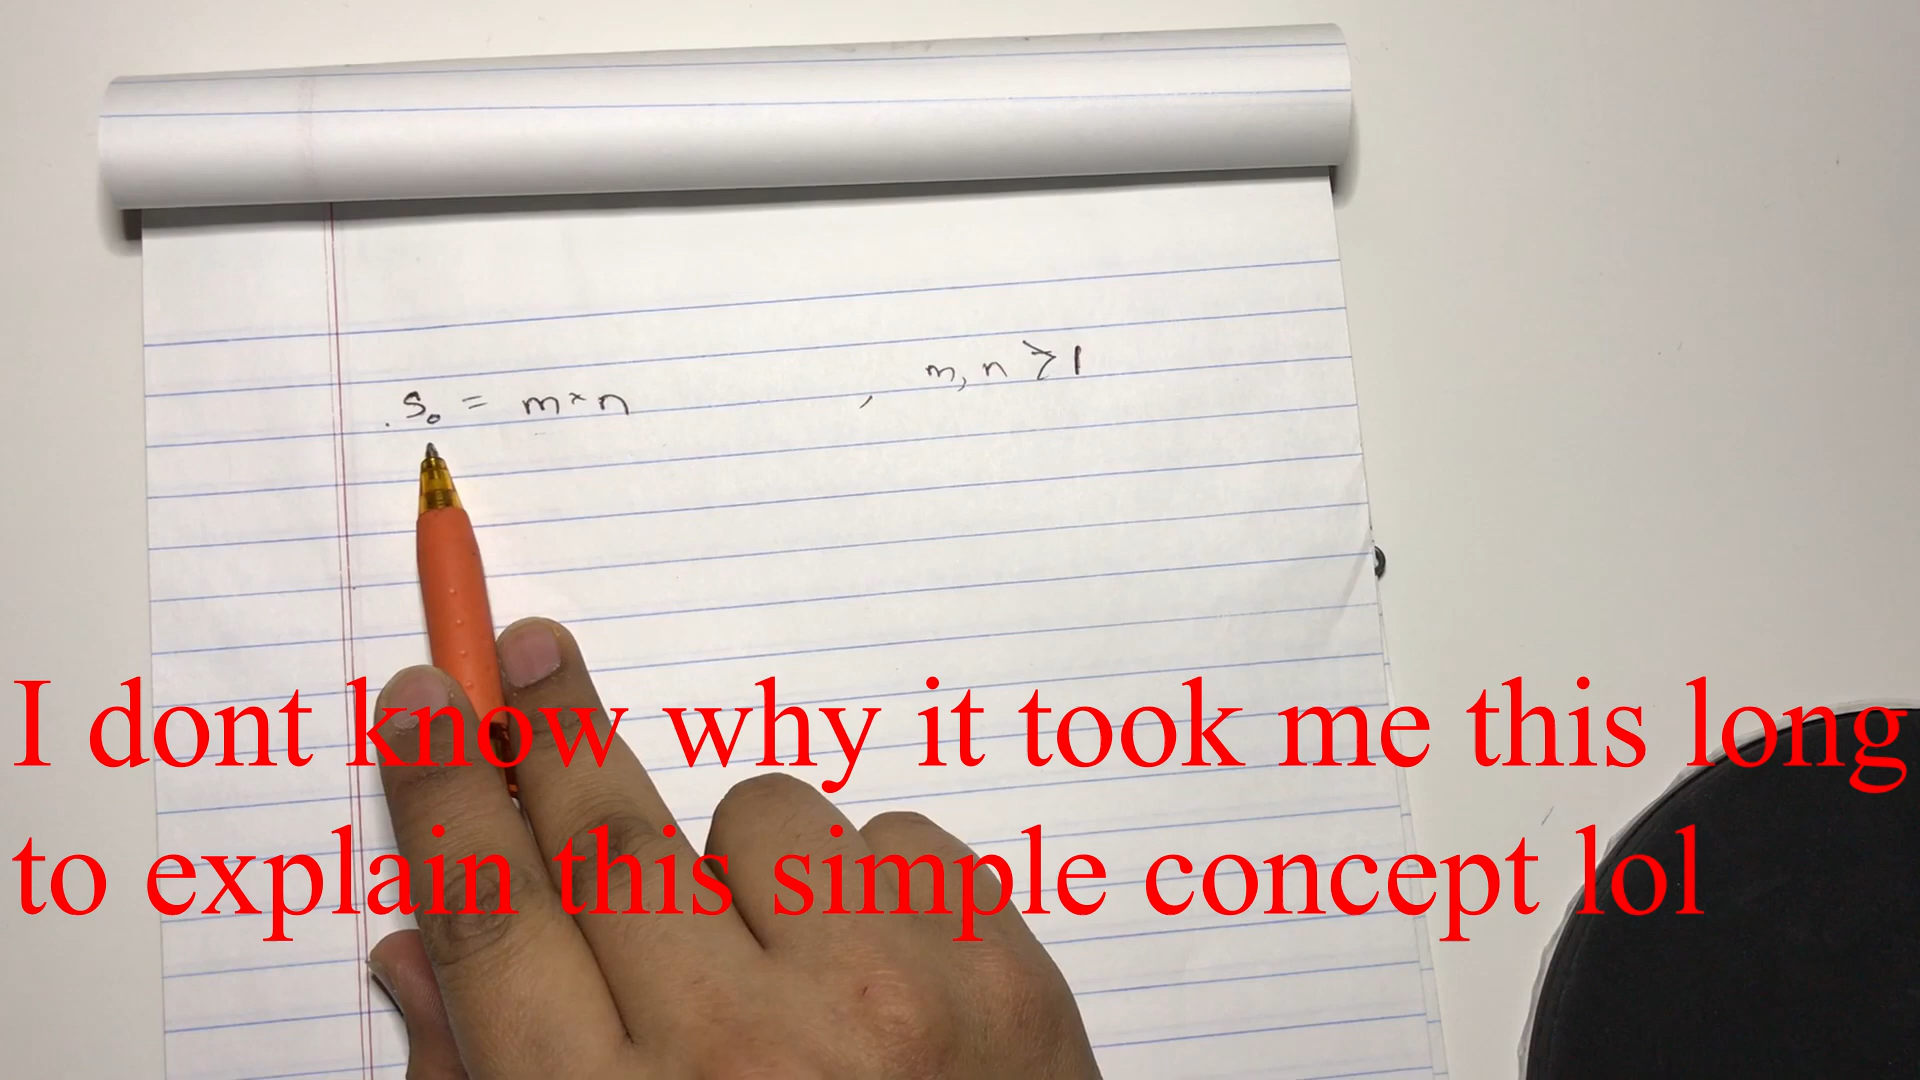 . S₀ = m × n , m, n > 1
I dont know why it took me this long
to explain this simple concept lol